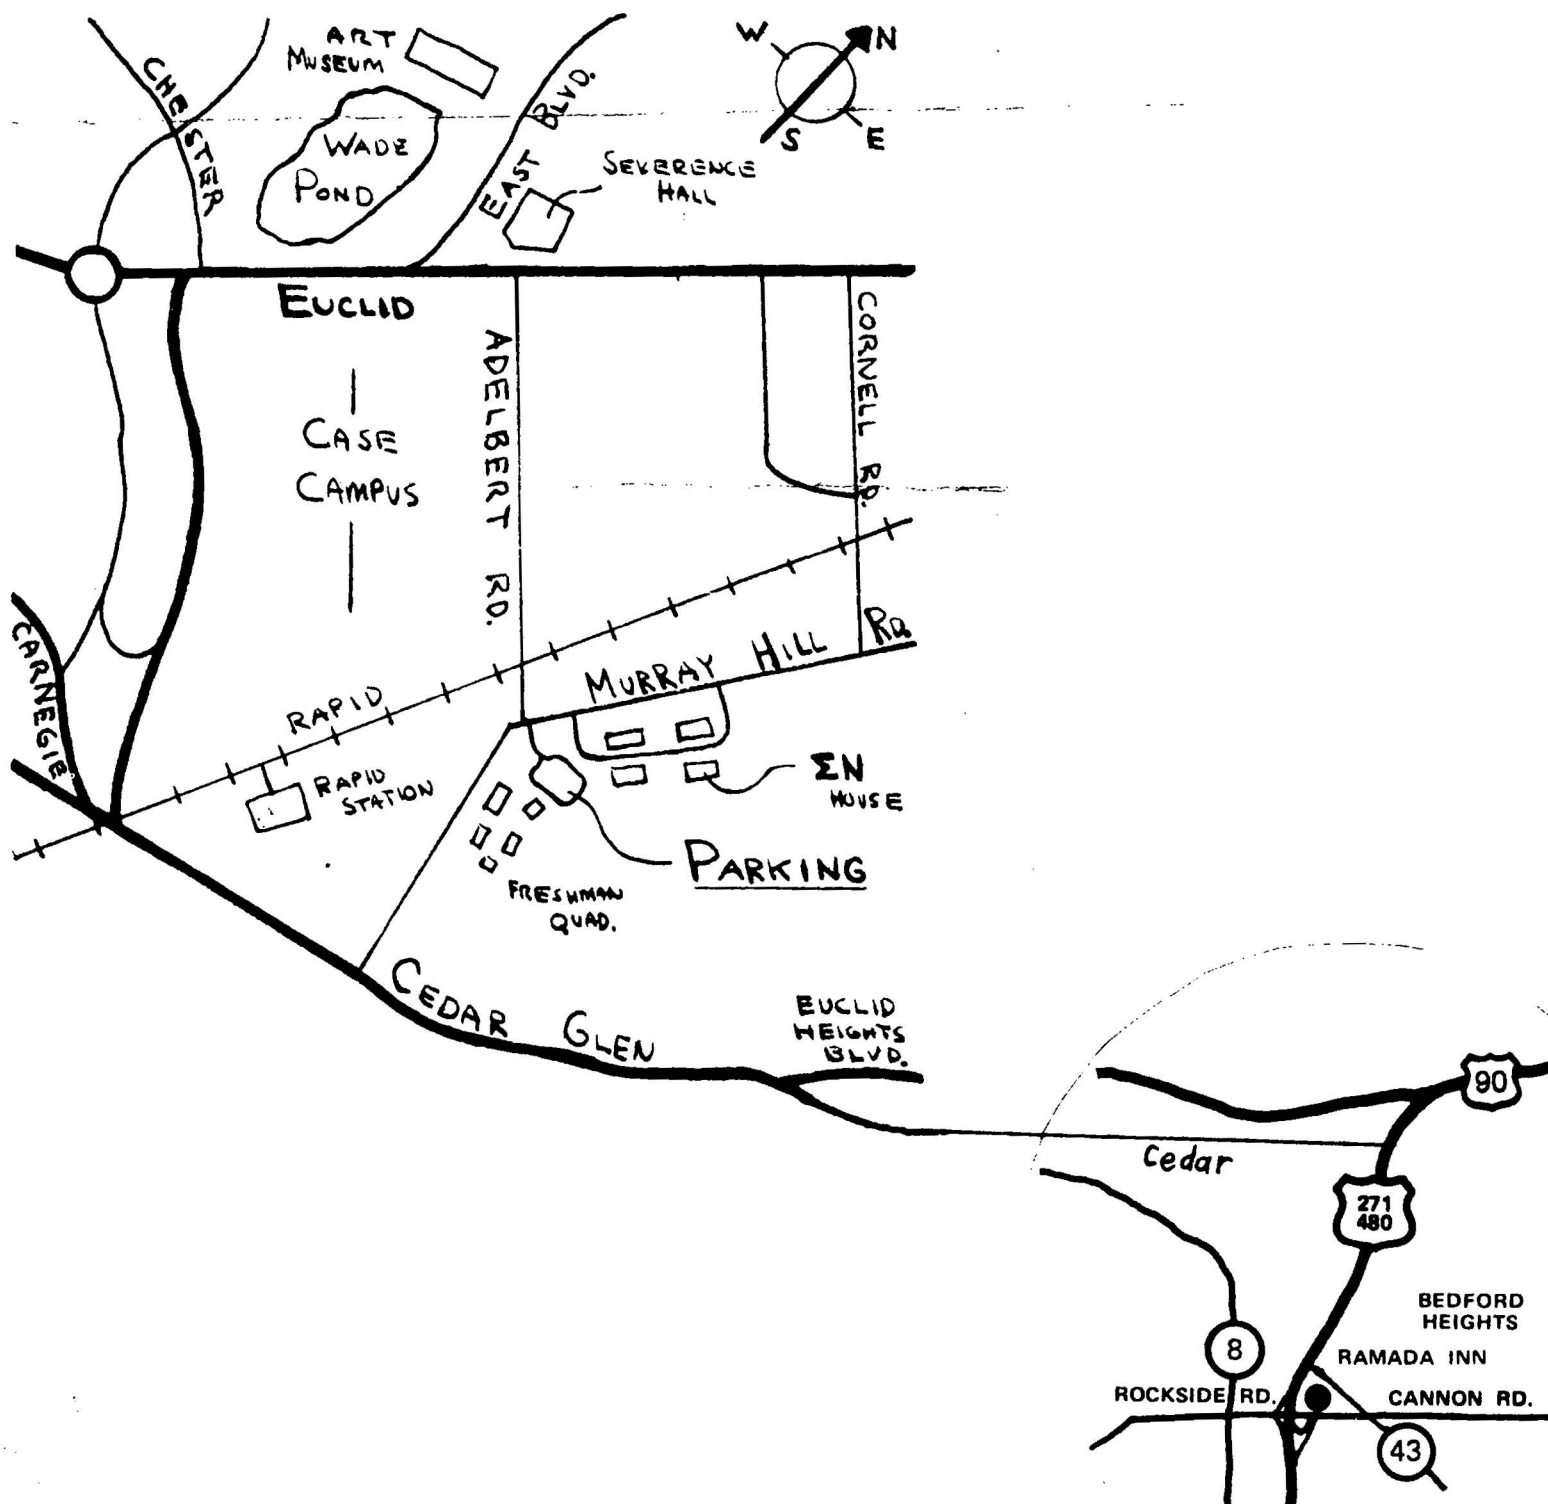 ART
MUSEUM
W
N
S
E
CHESTER
WADE
POND
EAST BLVD.
SEVERENCE
HALL
EUCLID
ADELBERT RD.
CORNELL RD.
CASE
CAMPUS
CARNEGIE
RAPID
MURRAY HILL RD.
RAPID
STATION
ΣN
HOUSE
PARKING
FRESHMAN
QUAD.
CEDAR GLEN
EUCLID
HEIGHTS
BLVD.
90
Cedar
271
480
BEDFORD
HEIGHTS
8
RAMADA INN
ROCKSIDE RD.
CANNON RD.
43